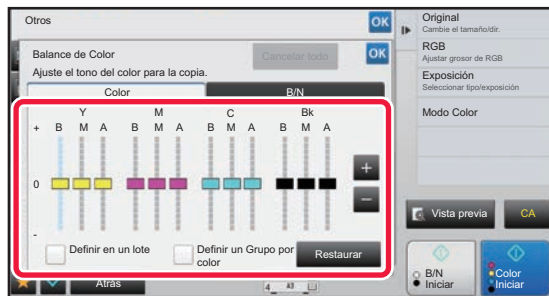 Otros
OK
Balance de Color
Cancelar todo
OK
Ajuste el tono del color para la copia.
Color
B/N
Y
M
C
Bk
+ B M A B M A B M A B M A
+
0
−
-
Definir en un lote
Definir un Grupo por color
Restaurar
Atrás
4 A3
Original
Cambie el tamaño/dir.
RGB
Ajustar grosor de RGB
Exposición
Seleccionar tipo/exposición
Modo Color
Vista previa
CA
B/N
Iniciar
Color
Iniciar